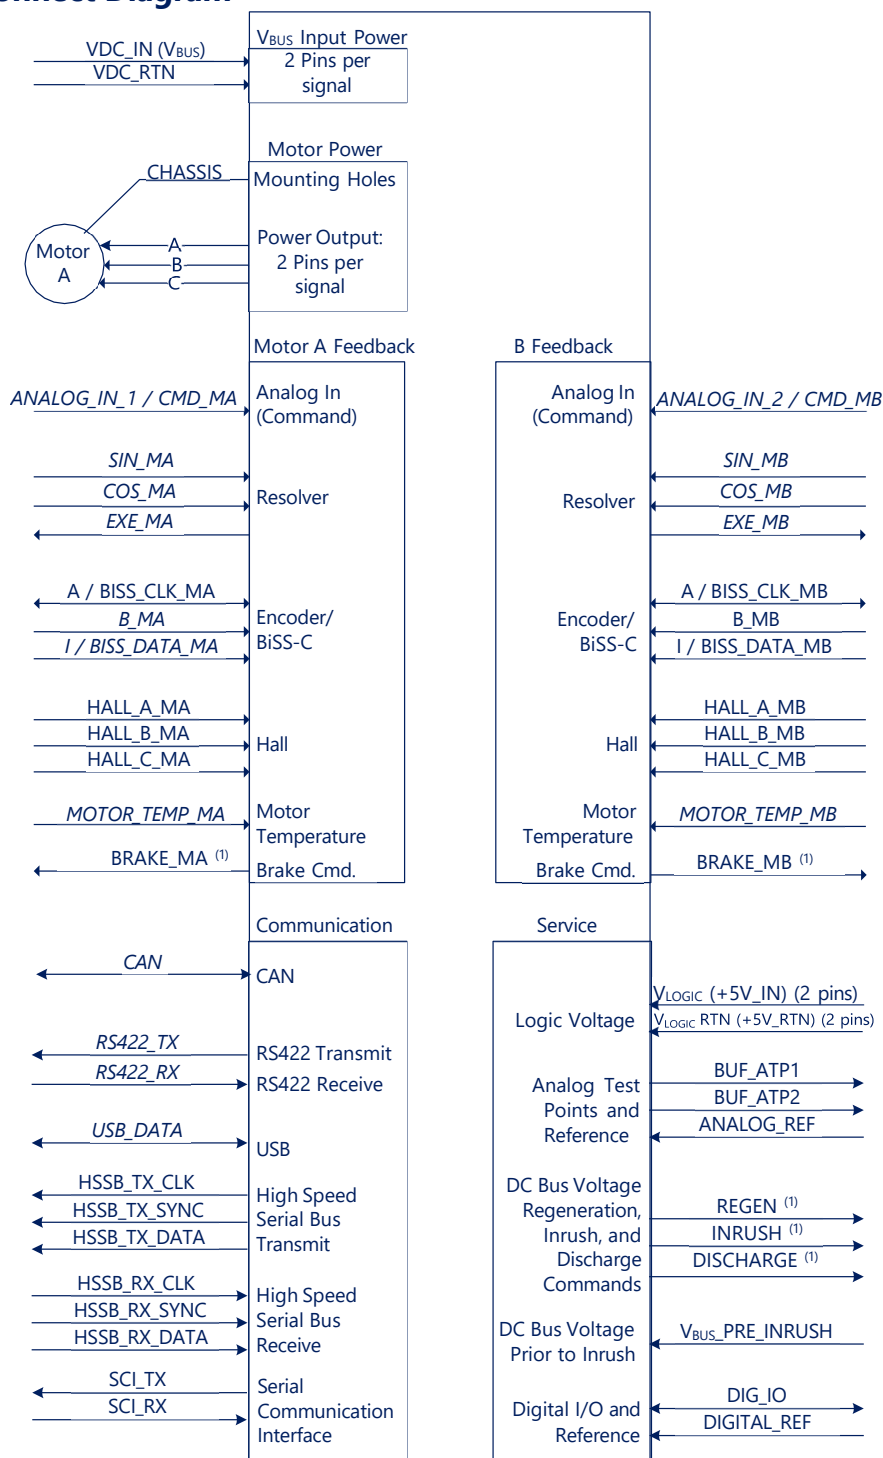 VBUS Input Power
VDC_IN (VBUS)
VDC_RTN
2 Pins per
signal
Motor Power
CHASSIS
Mounting Holes
Motor
A
A
B
C
Power Output:
2 Pins per
signal
Motor A Feedback
ANALOG_IN_1 / CMD_MA
Analog In
(Command)
SIN_MA
COS_MA
EXE_MA
Resolver
A / BISS_CLK_MA
B_MA
I / BISS_DATA_MA
Encoder/
BiSS-C
HALL_A_MA
HALL_B_MA
HALL_C_MA
Hall
MOTOR_TEMP_MA
Motor
Temperature
BRAKE_MA (1)
Brake Cmd.
B Feedback
Analog In
(Command)
ANALOG_IN_2 / CMD_MB
Resolver
SIN_MB
COS_MB
EXE_MB
Encoder/
BiSS-C
A / BISS_CLK_MB
B_MB
I / BISS_DATA_MB
Hall
HALL_A_MB
HALL_B_MB
HALL_C_MB
Motor
Temperature
MOTOR_TEMP_MB
Brake Cmd.
BRAKE_MB (1)
Communication
CAN
CAN
RS422_TX
RS422 Transmit
RS422_RX
RS422 Receive
USB_DATA
USB
HSSB_TX_CLK
HSSB_TX_SYNC
HSSB_TX_DATA
High Speed
Serial Bus
Transmit
HSSB_RX_CLK
HSSB_RX_SYNC
HSSB_RX_DATA
High Speed
Serial Bus
Receive
SCI_TX
SCI_RX
Serial
Communication
Interface
Service
Logic Voltage
VLOGIC (+5V_IN) (2 pins)
VLOGIC RTN (+5V_RTN) (2 pins)
Analog Test
Points and
Reference
BUF_ATP1
BUF_ATP2
ANALOG_REF
DC Bus Voltage
Regeneration,
Inrush, and
Discharge
Commands
REGEN (1)
INRUSH (1)
DISCHARGE (1)
DC Bus Voltage
Prior to Inrush
VBUS_PRE_INRUSH
Digital I/O and
Reference
DIG_IO
DIGITAL_REF